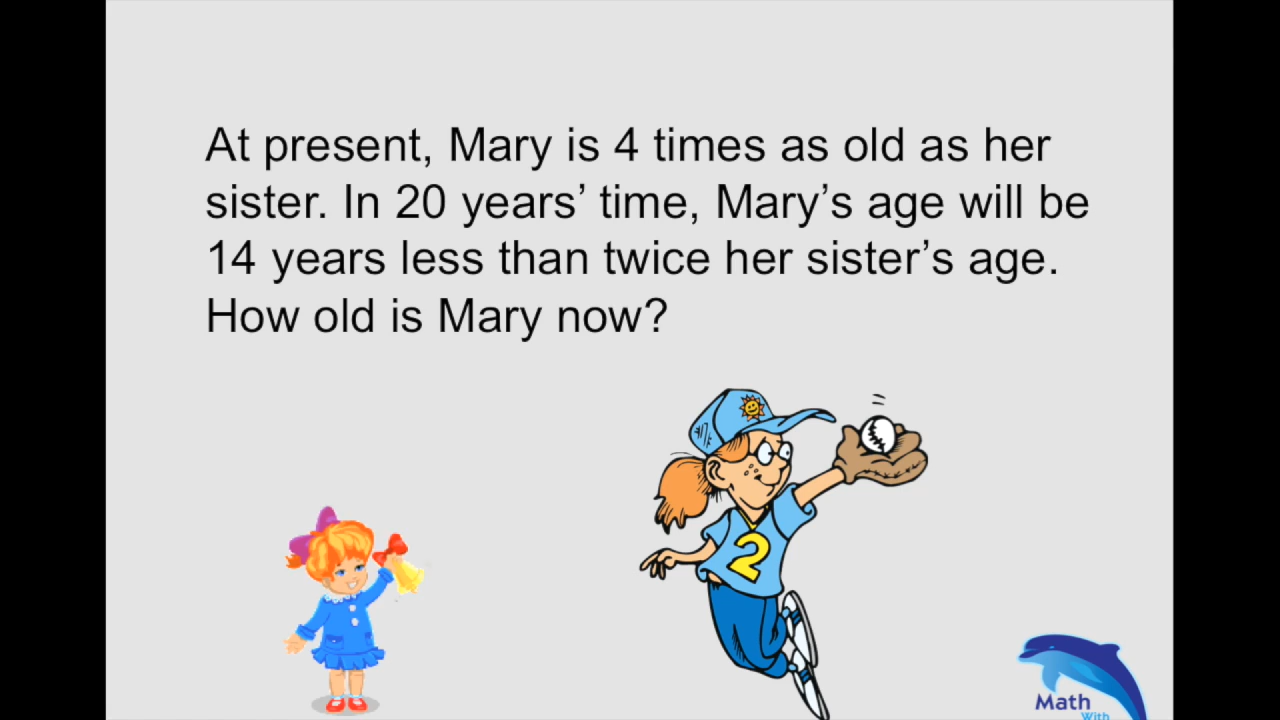 At present, Mary is 4 times as old as her
sister. In 20 years’ time, Mary’s age will be
14 years less than twice her sister’s age.
How old is Mary now?
2
Math
With